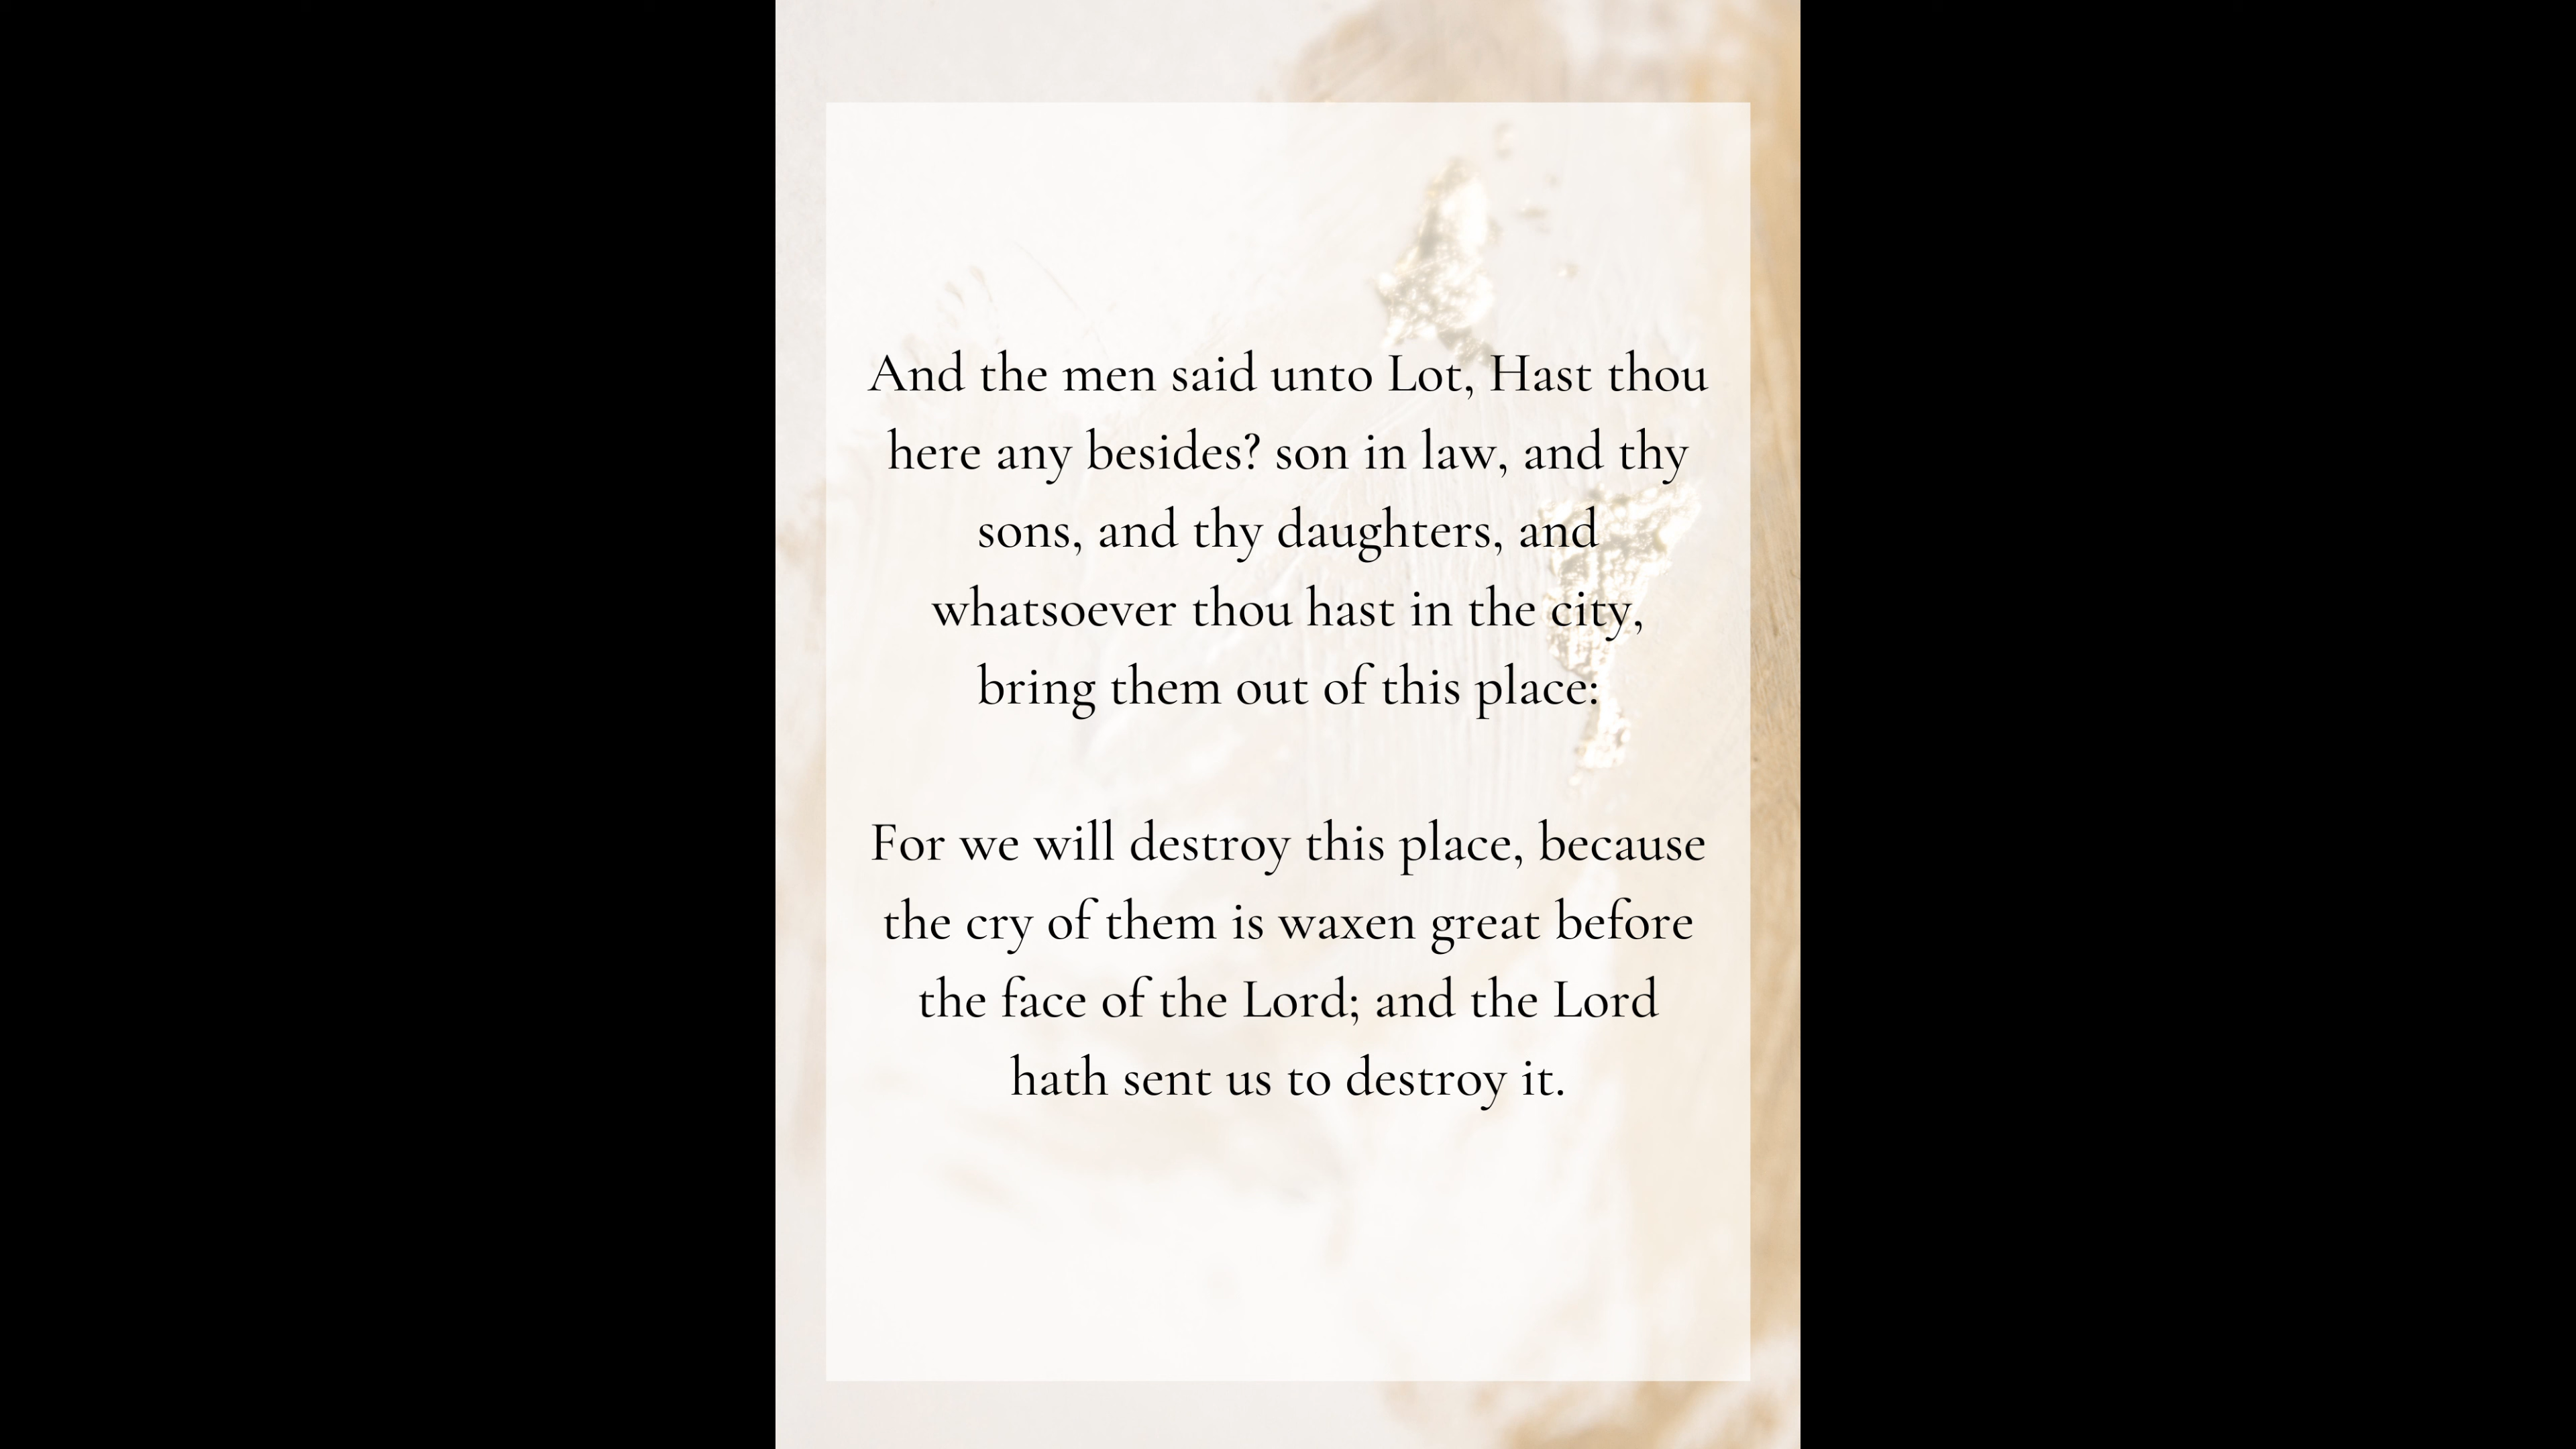 And the men said unto Lot, Hast thou
here any besides? son in law, and thy
sons, and thy daughters, and
whatsoever thou hast in the city,
bring them out of this place:
For we will destroy this place, because
the cry of them is waxen great before
the face of the Lord; and the Lord
hath sent us to destroy it.